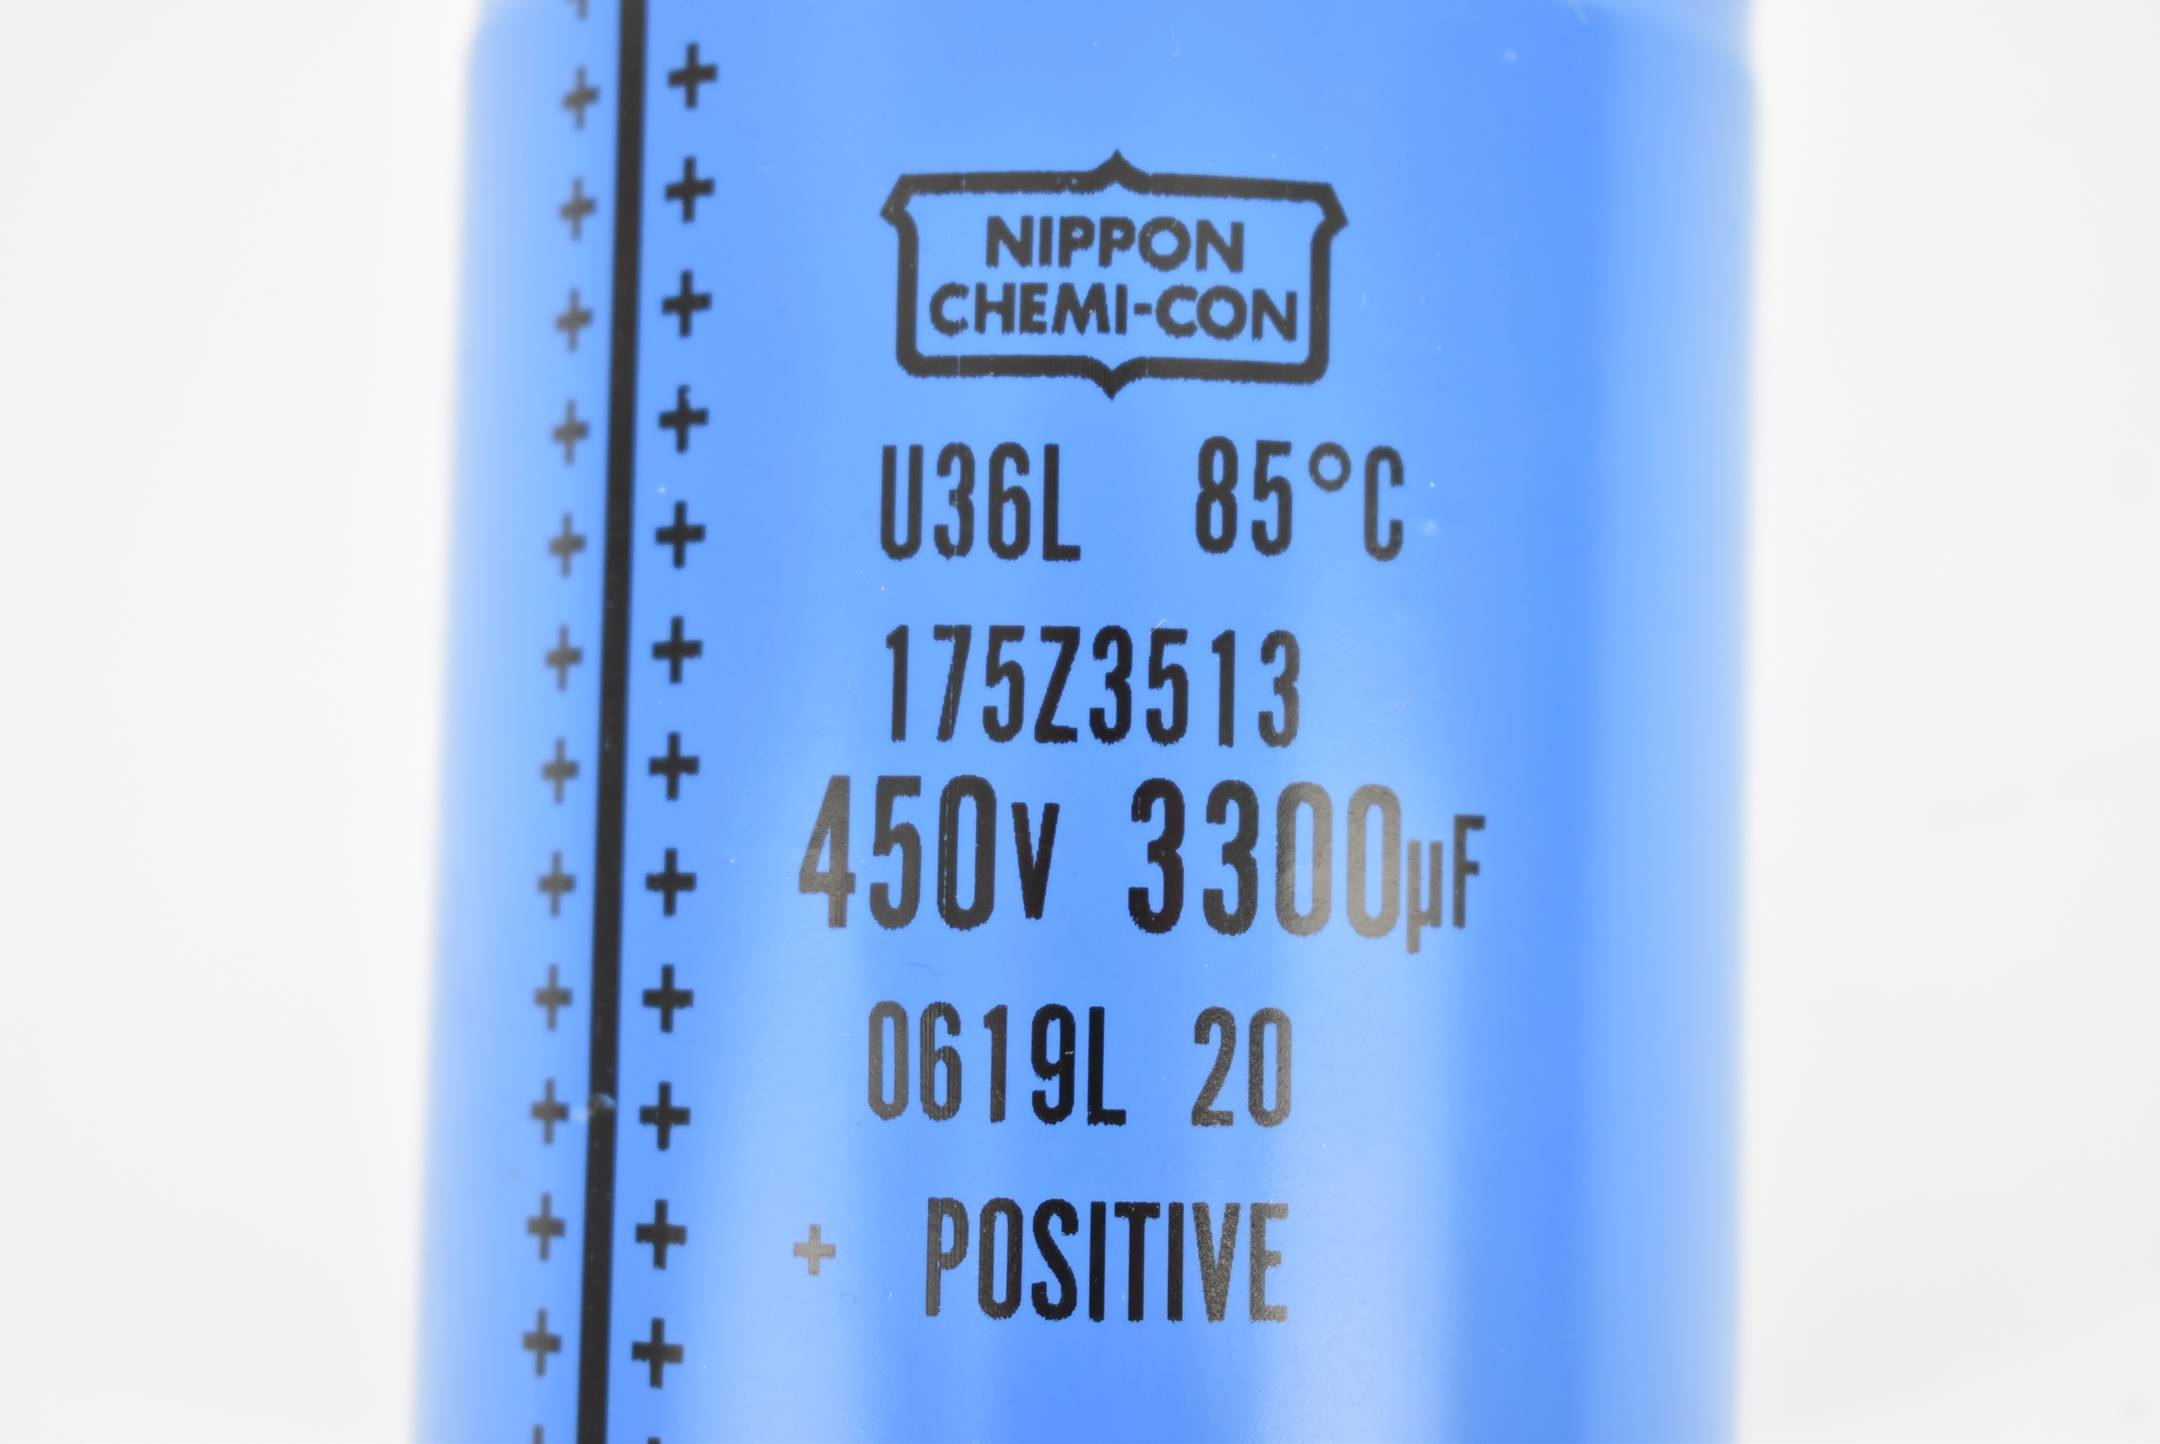 NIPPON
CHEMI-CON
U36L 85°C
175Z3513
450V 3300µF
0619L 20
+ POSITIVE